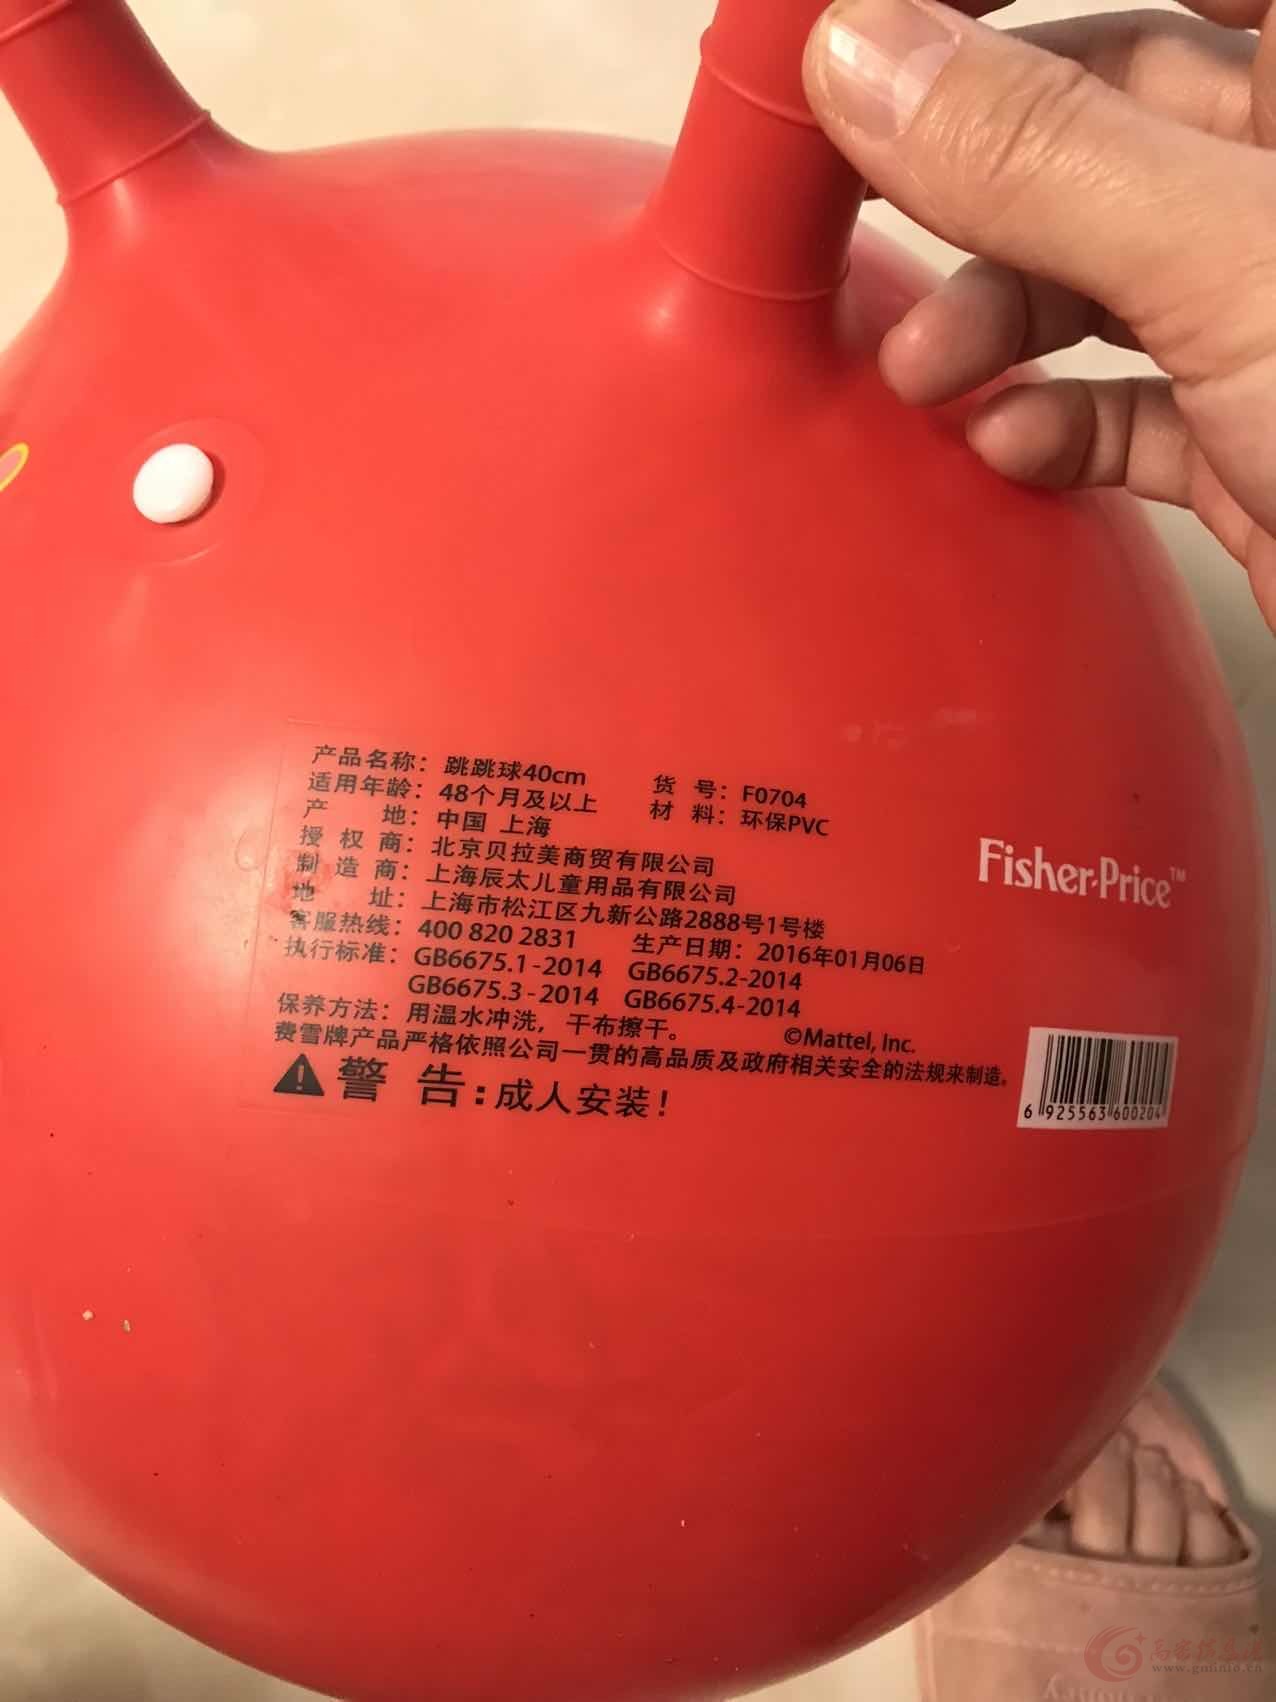 产品名称：跳跳球40cm 货 号：F0704
适用年龄：48个月及以上 材 料：环保PVC
产 地：中国 上海
授 权 商：北京贝拉美商贸有限公司
制 造 商：上海辰太儿童用品有限公司
地 址：上海市松江区九新公路2888号1号楼
客服热线：400 820 2831 生产日期：2016年01月06日
执行标准：GB6675.1-2014 GB6675.2-2014
GB6675.3-2014 GB6675.4-2014
保养方法：用温水冲洗，干布擦干。 ©Mattel, Inc.
费雪牌产品严格依照公司一贯的高品质及政府相关安全的法规来制造。
警 告:成人安装！
Fisher-Price™
6 925563 600204
www.gminfo.cn